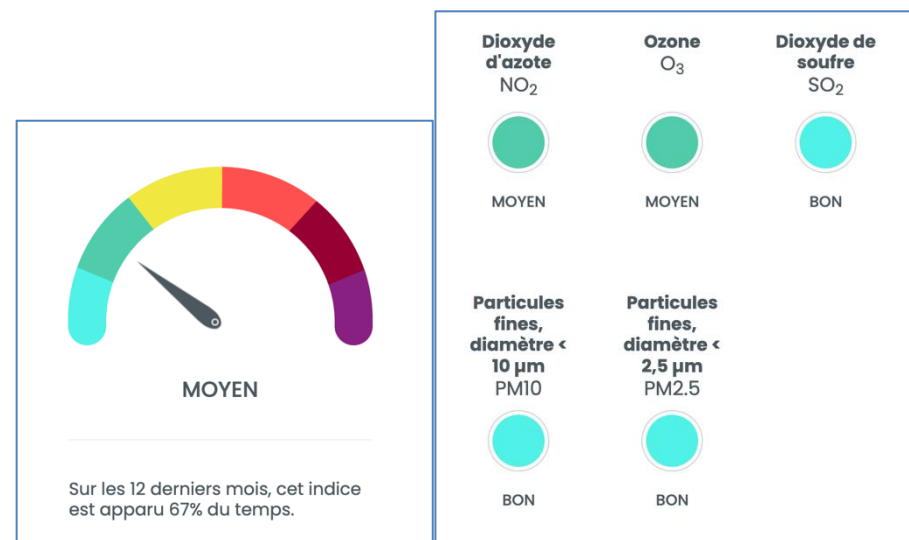 MOYEN
Sur les 12 derniers mois, cet indice
est apparu 67% du temps.
Dioxyde
d'azote
NO₂
MOYEN
Ozone
O₃
MOYEN
Dioxyde de
soufre
SO₂
BON
Particules
fines,
diamètre <
10 µm
PM10
BON
Particules
fines,
diamètre <
2,5 µm
PM2.5
BON